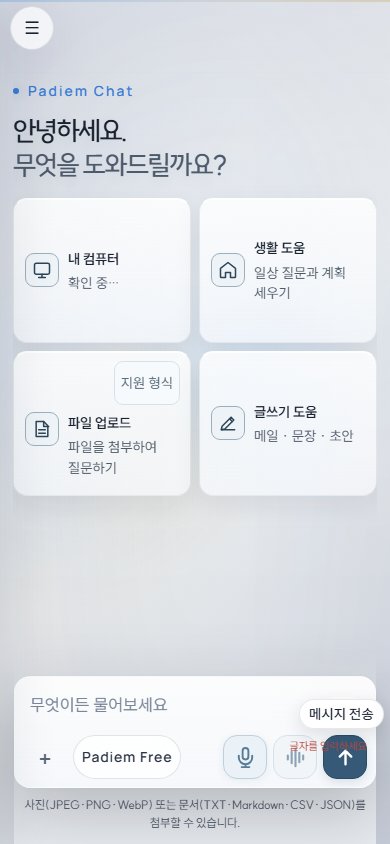 Padiem Chat
안녕하세요.
무엇을 도와드릴까요?
내 컴퓨터
확인 중…
생활 도움
일상 질문과 계획
세우기
지원 형식
파일 업로드
파일을 첨부하여
질문하기
글쓰기 도움
메일 · 문장 · 초안
무엇이든 물어보세요
메시지 전송
글자를
+
Padiem Free
사진(JPEG·PNG·WebP) 또는 문서(TXT·Markdown·CSV·JSON)를
첨부할 수 있습니다.